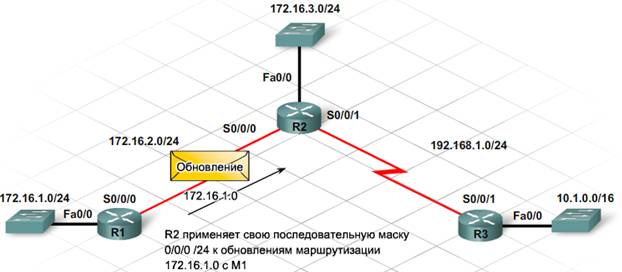 172.16.3.0/24
Fa0/0
S0/0/1
R2
172.16.2.0/24
S0/0/0
192.168.1.0/24
Обновление
172.16.1.0/24
172.16.1:0
S0/0/0
S0/0/1
10.1.0.0/16
Fa0/0
Fa0/0
R1
R3
R2 применяет свою последовательную маску
0/0/0 /24 к обновлениям маршрутизации
172.16.1.0 с М1